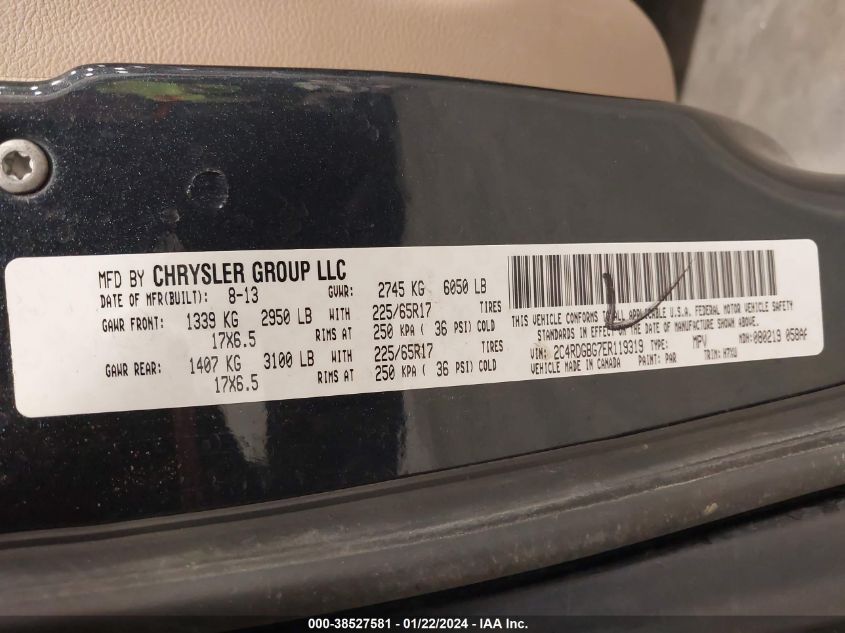 MFD BY CHRYSLER GROUP LLC
DATE OF MFR(BUILT): 8-13 GVWR: 2745 KG 6050 LB
GAWR FRONT: 1339 KG 2950 LB WITH 225/65R17 TIRES
17X6.5 RIMS AT 250 KPA ( 36 PSI) COLD
GAWR REAR: 1407 KG 3100 LB WITH 225/65R17 TIRES
17X6.5 RIMS AT 250 KPA ( 36 PSI) COLD
THIS VEHICLE CONFORMS TO ALL APPLICABLE U.S.A. FEDERAL MOTOR VEHICLE SAFETY
STANDARDS IN EFFECT ON THE DATE OF MANUFACTURE SHOWN ABOVE.
VIN: 2C4RDGBG7ER119319 TYPE: MPV MDH: 080219 058AF
VEHICLE MADE IN CANADA PAINT: PAR TRIM: H7XU
000-38527581 - 01/22/2024 - IAA Inc.